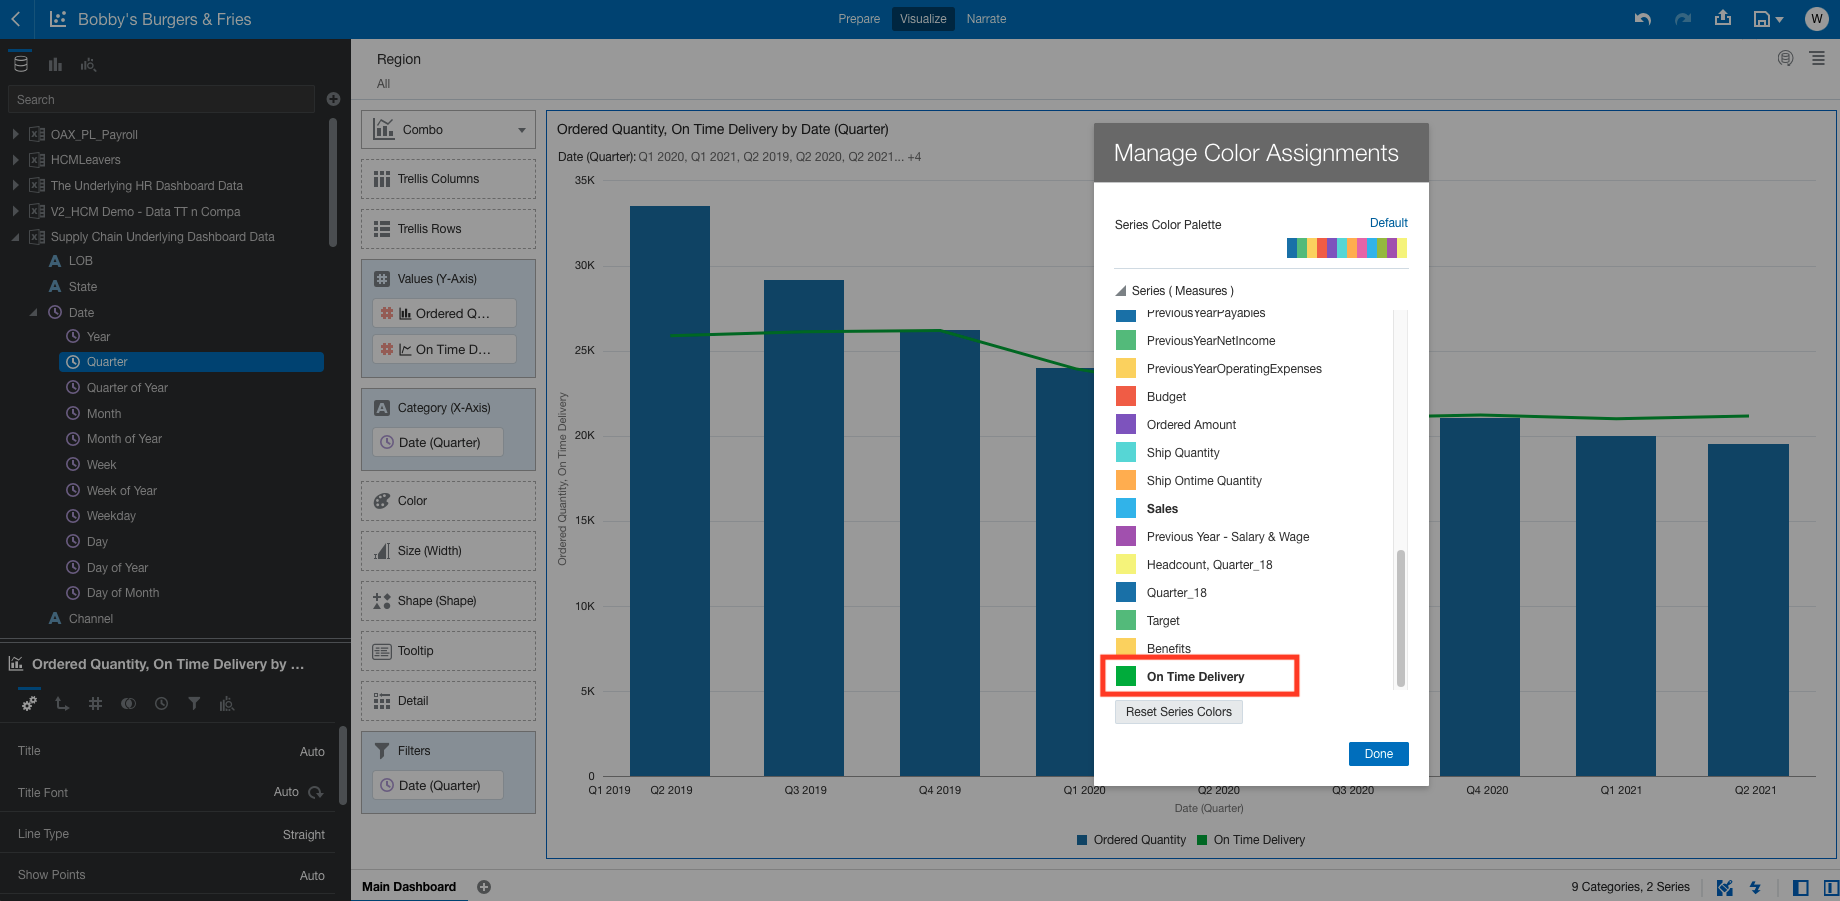 Bobby's Burgers & Fries
Prepare Visualize Narrate
W
Search
OAX_PL_Payroll
HCMLeavers
The Underlying HR Dashboard Data
V2_HCM Demo - Data TT n Compa
Supply Chain Underlying Dashboard Data
A LOB
A State
Date
Year
Quarter
Quarter of Year
Month
Month of Year
Week
Week of Year
Weekday
Day
Day of Year
Day of Month
A Channel
Ordered Quantity, On Time Delivery by ...
Title Auto
Title Font Auto
Line Type Straight
Show Points Auto
Region
All
Combo
Trellis Columns
Trellis Rows
Values (Y-Axis)
Ordered Q...
On Time D...
A Category (X-Axis)
Date (Quarter)
Color
Size (Width)
Shape (Shape)
Tooltip
Detail
Filters
Date (Quarter)
Ordered Quantity, On Time Delivery by Date (Quarter)
Date (Quarter): Q1 2020, Q1 2021, Q2 2019, Q2 2020, Q2 2021... +4
35K
30K
25K
20K
15K
10K
5K
0
Ordered Quantity, On Time Delivery
Q1 2019 Q2 2019 Q3 2019 Q4 2019 Q1 2020 Q2 2020 Q3 2020 Q4 2020 Q1 2021 Q2 2021
Date (Quarter)
Ordered Quantity On Time Delivery
Manage Color Assignments
Series Color Palette Default
Series ( Measures )
PreviousYearPayables
PreviousYearNetIncome
PreviousYearOperatingExpenses
Budget
Ordered Amount
Ship Quantity
Ship Ontime Quantity
Sales
Previous Year - Salary & Wage
Headcount, Quarter_18
Quarter_18
Target
Benefits
On Time Delivery
Reset Series Colors
Done
Main Dashboard
9 Categories, 2 Series